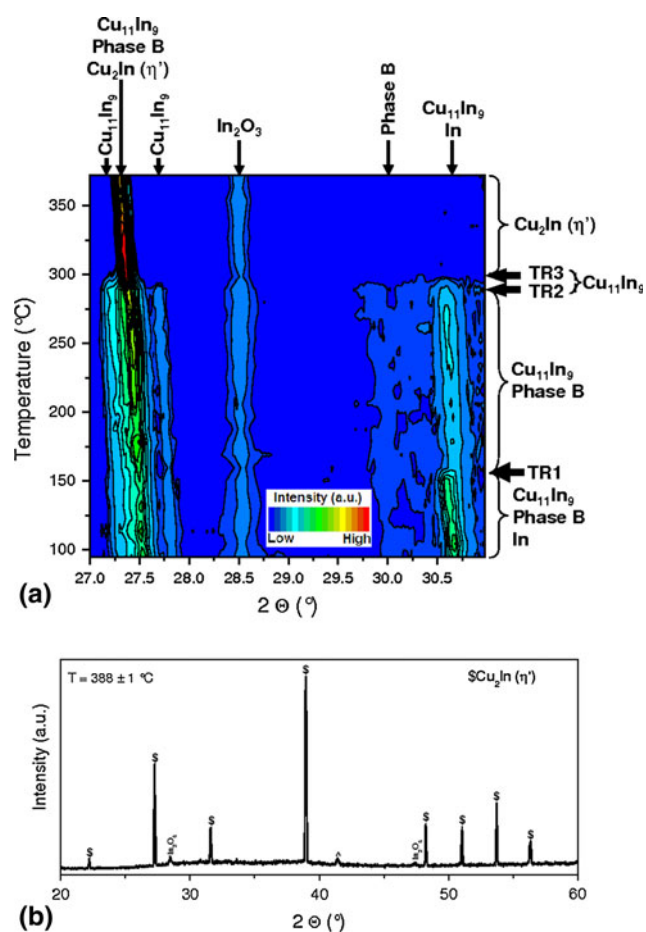 Cu₁₁In₉
Phase B
Cu₂In (η')
Cu₁₁In₉
Cu₁₁In₉
In₂O₃
Phase B
Cu₁₁In₉
In
Temperature (°C)
350
300
250
200
150
100
27.0 27.5 28.0 28.5 29.0 29.5 30.0 30.5
2 Θ (°)
Intensity (a.u.)
Low High
Cu₂In (η')
TR3
TR2
Cu₁₁In₉
Cu₁₁In₉
Phase B
TR1
Cu₁₁In₉
Phase B
In
(a)
T = 388 ± 1 °C
$Cu₂In (η')
Intensity (a.u.)
$
$
In₂O₃
$
$
^
In₂O₃
$
$
$
$
20 30 40 50 60
2 Θ (°)
(b)